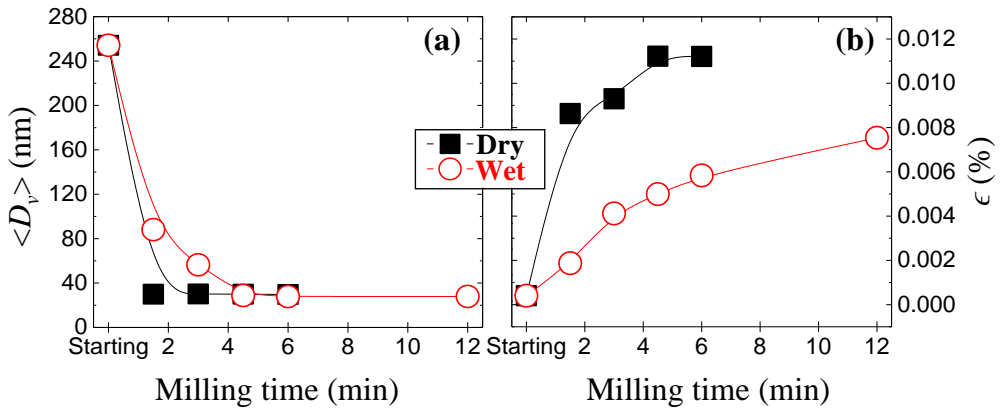 (a)
<D_v> (nm)
280
240
200
160
120
80
40
0
Starting 2 4 6 8 10 12
Milling time (min)
Dry
Wet
(b)
0.012
0.010
0.008
0.006
0.004
0.002
0.000
ϵ (%)
Starting 2 4 6 8 10 12
Milling time (min)